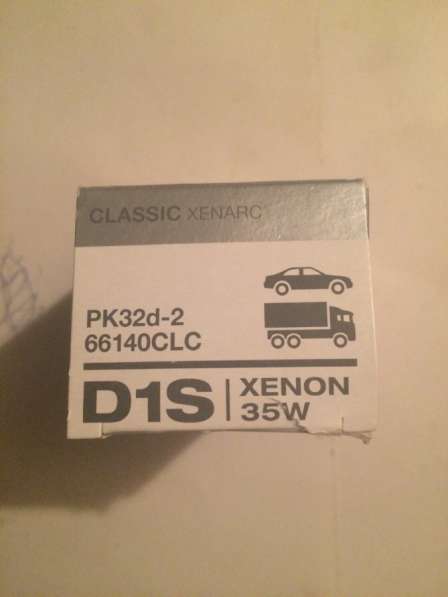 CLASSIC XENARC
PK32d-2
66140CLC
D1S | XENON
35W